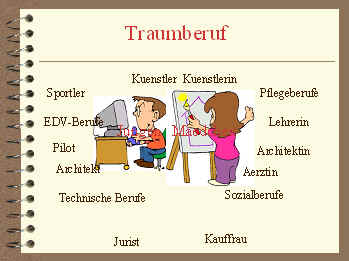 Traumberuf
Kuenstler Kuenstlerin
Sportler
Pflegeberufe
EDV-Berufe
Lehrerin
Pilot
Architektin
Architekt
Aerztin
Technische Berufe
Sozialberufe
Jurist
Kauffrau